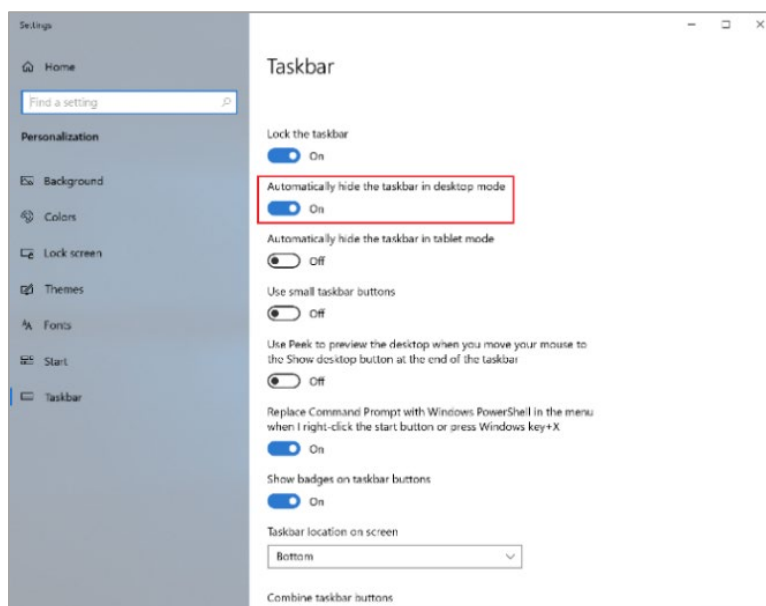 Settings
Home
Find a setting
Personalization
Background
Colors
Lock screen
Themes
Fonts
Start
Taskbar
Taskbar
Lock the taskbar
On
Automatically hide the taskbar in desktop mode
On
Automatically hide the taskbar in tablet mode
Off
Use small taskbar buttons
Off
Use Peek to preview the desktop when you move your mouse to
the Show desktop button at the end of the taskbar
Off
Replace Command Prompt with Windows PowerShell in the menu
when I right-click the start button or press Windows key+X
On
Show badges on taskbar buttons
On
Taskbar location on screen
Bottom
Combine taskbar buttons